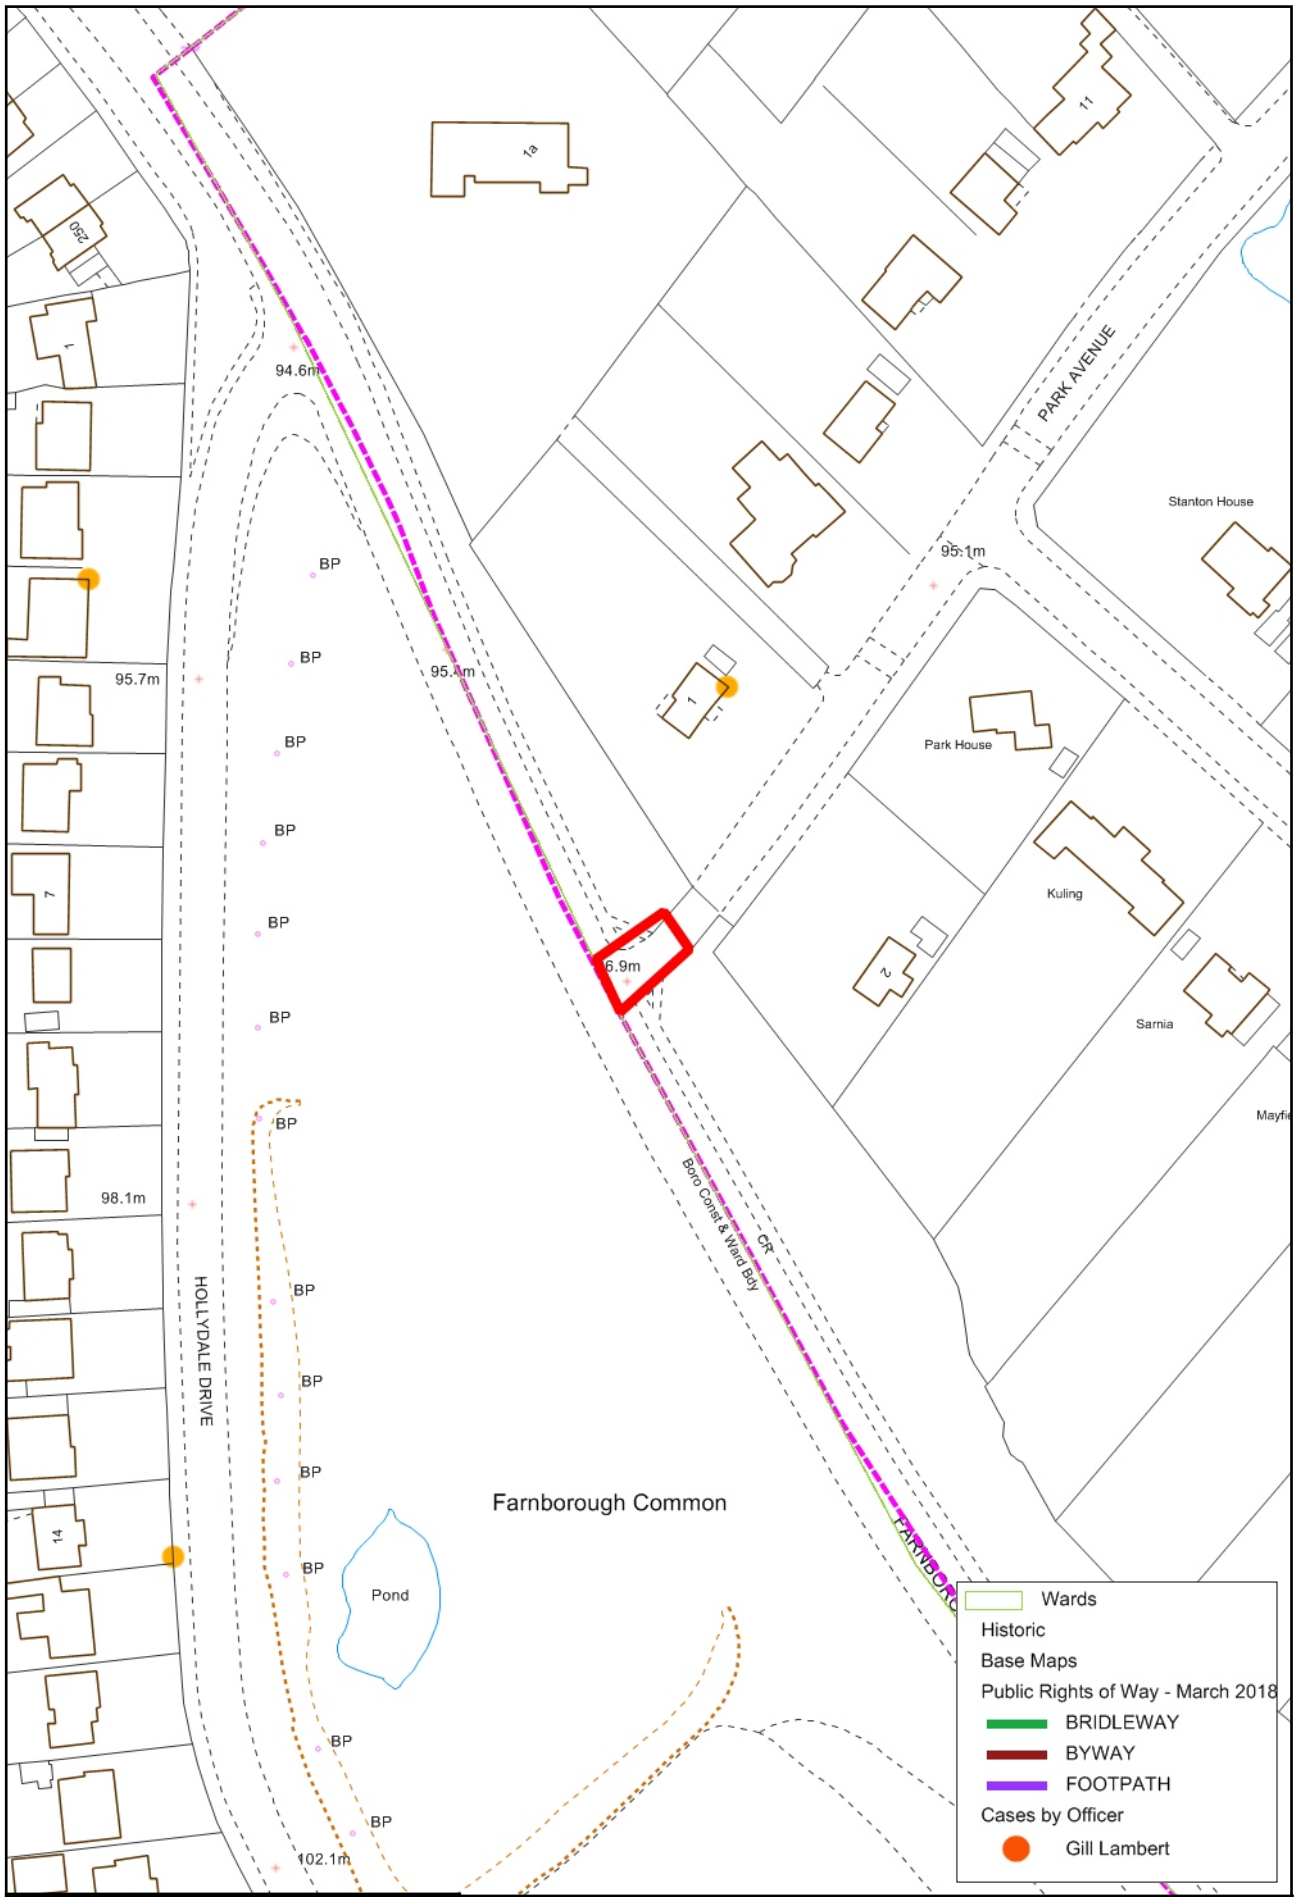 1a
11
250
1
94.6m
PARK AVENUE
Stanton House
BP
95.1m
BP
95.7m
1
Park House
BP
BP
Kuling
7
BP
2
6.9m
BP
Sarnia
BP
Mayfie
98.1m
Boro Const & Ward Bdy
CR
HOLLYDALE DRIVE
BP
BP
BP
Farnborough Common
14
BP
Pond
FARNBORO
BP
BP
102.1m
Wards
Historic
Base Maps
Public Rights of Way - March 2018
BRIDLEWAY
BYWAY
FOOTPATH
Cases by Officer
Gill Lambert